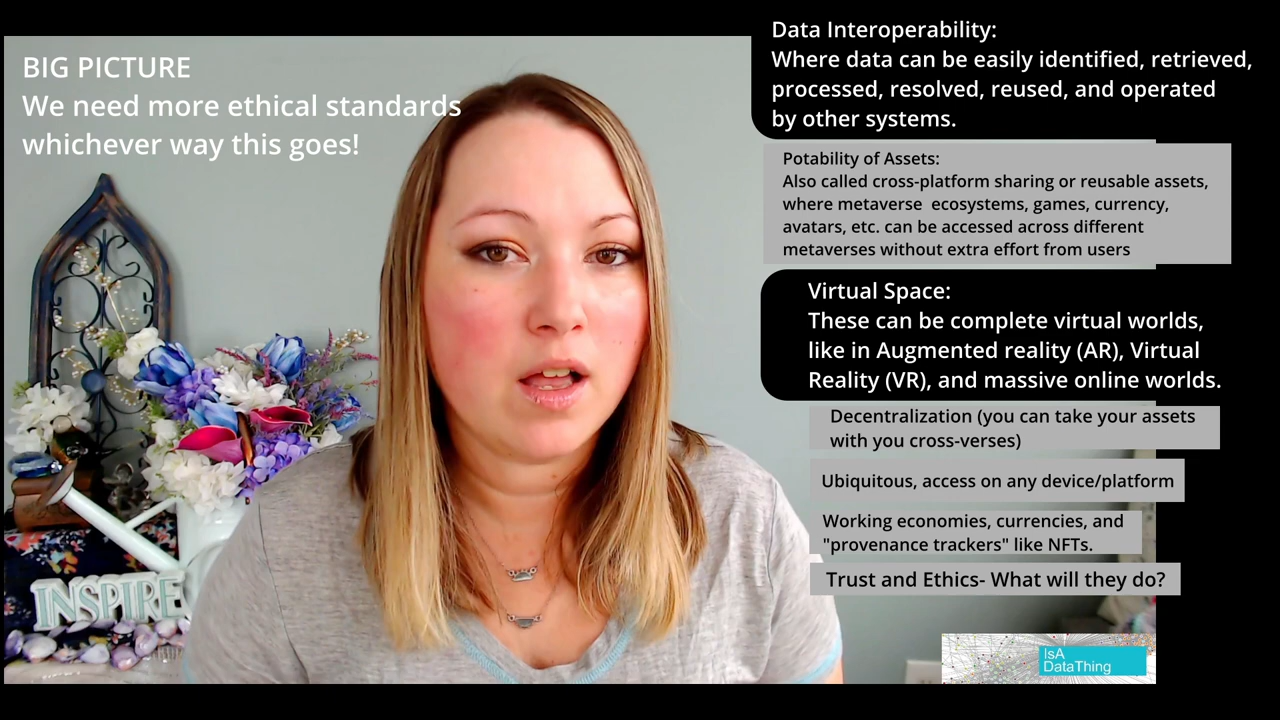 BIG PICTURE
We need more ethical standards
whichever way this goes!
Data Interoperability:
Where data can be easily identified, retrieved,
processed, resolved, reused, and operated
by other systems.
Potability of Assets:
Also called cross-platform sharing or reusable assets,
where metaverse  ecosystems, games, currency,
avatars, etc. can be accessed across different
metaverses without extra effort from users
Virtual Space:
These can be complete virtual worlds,
like in Augmented reality (AR), Virtual
Reality (VR), and massive online worlds.
Decentralization (you can take your assets
with you cross-verses)
Ubiquitous, access on any device/platform
Working economies, currencies, and
"provenance trackers" like NFTs.
Trust and Ethics- What will they do?
INSPIRE
IsA
DataThing